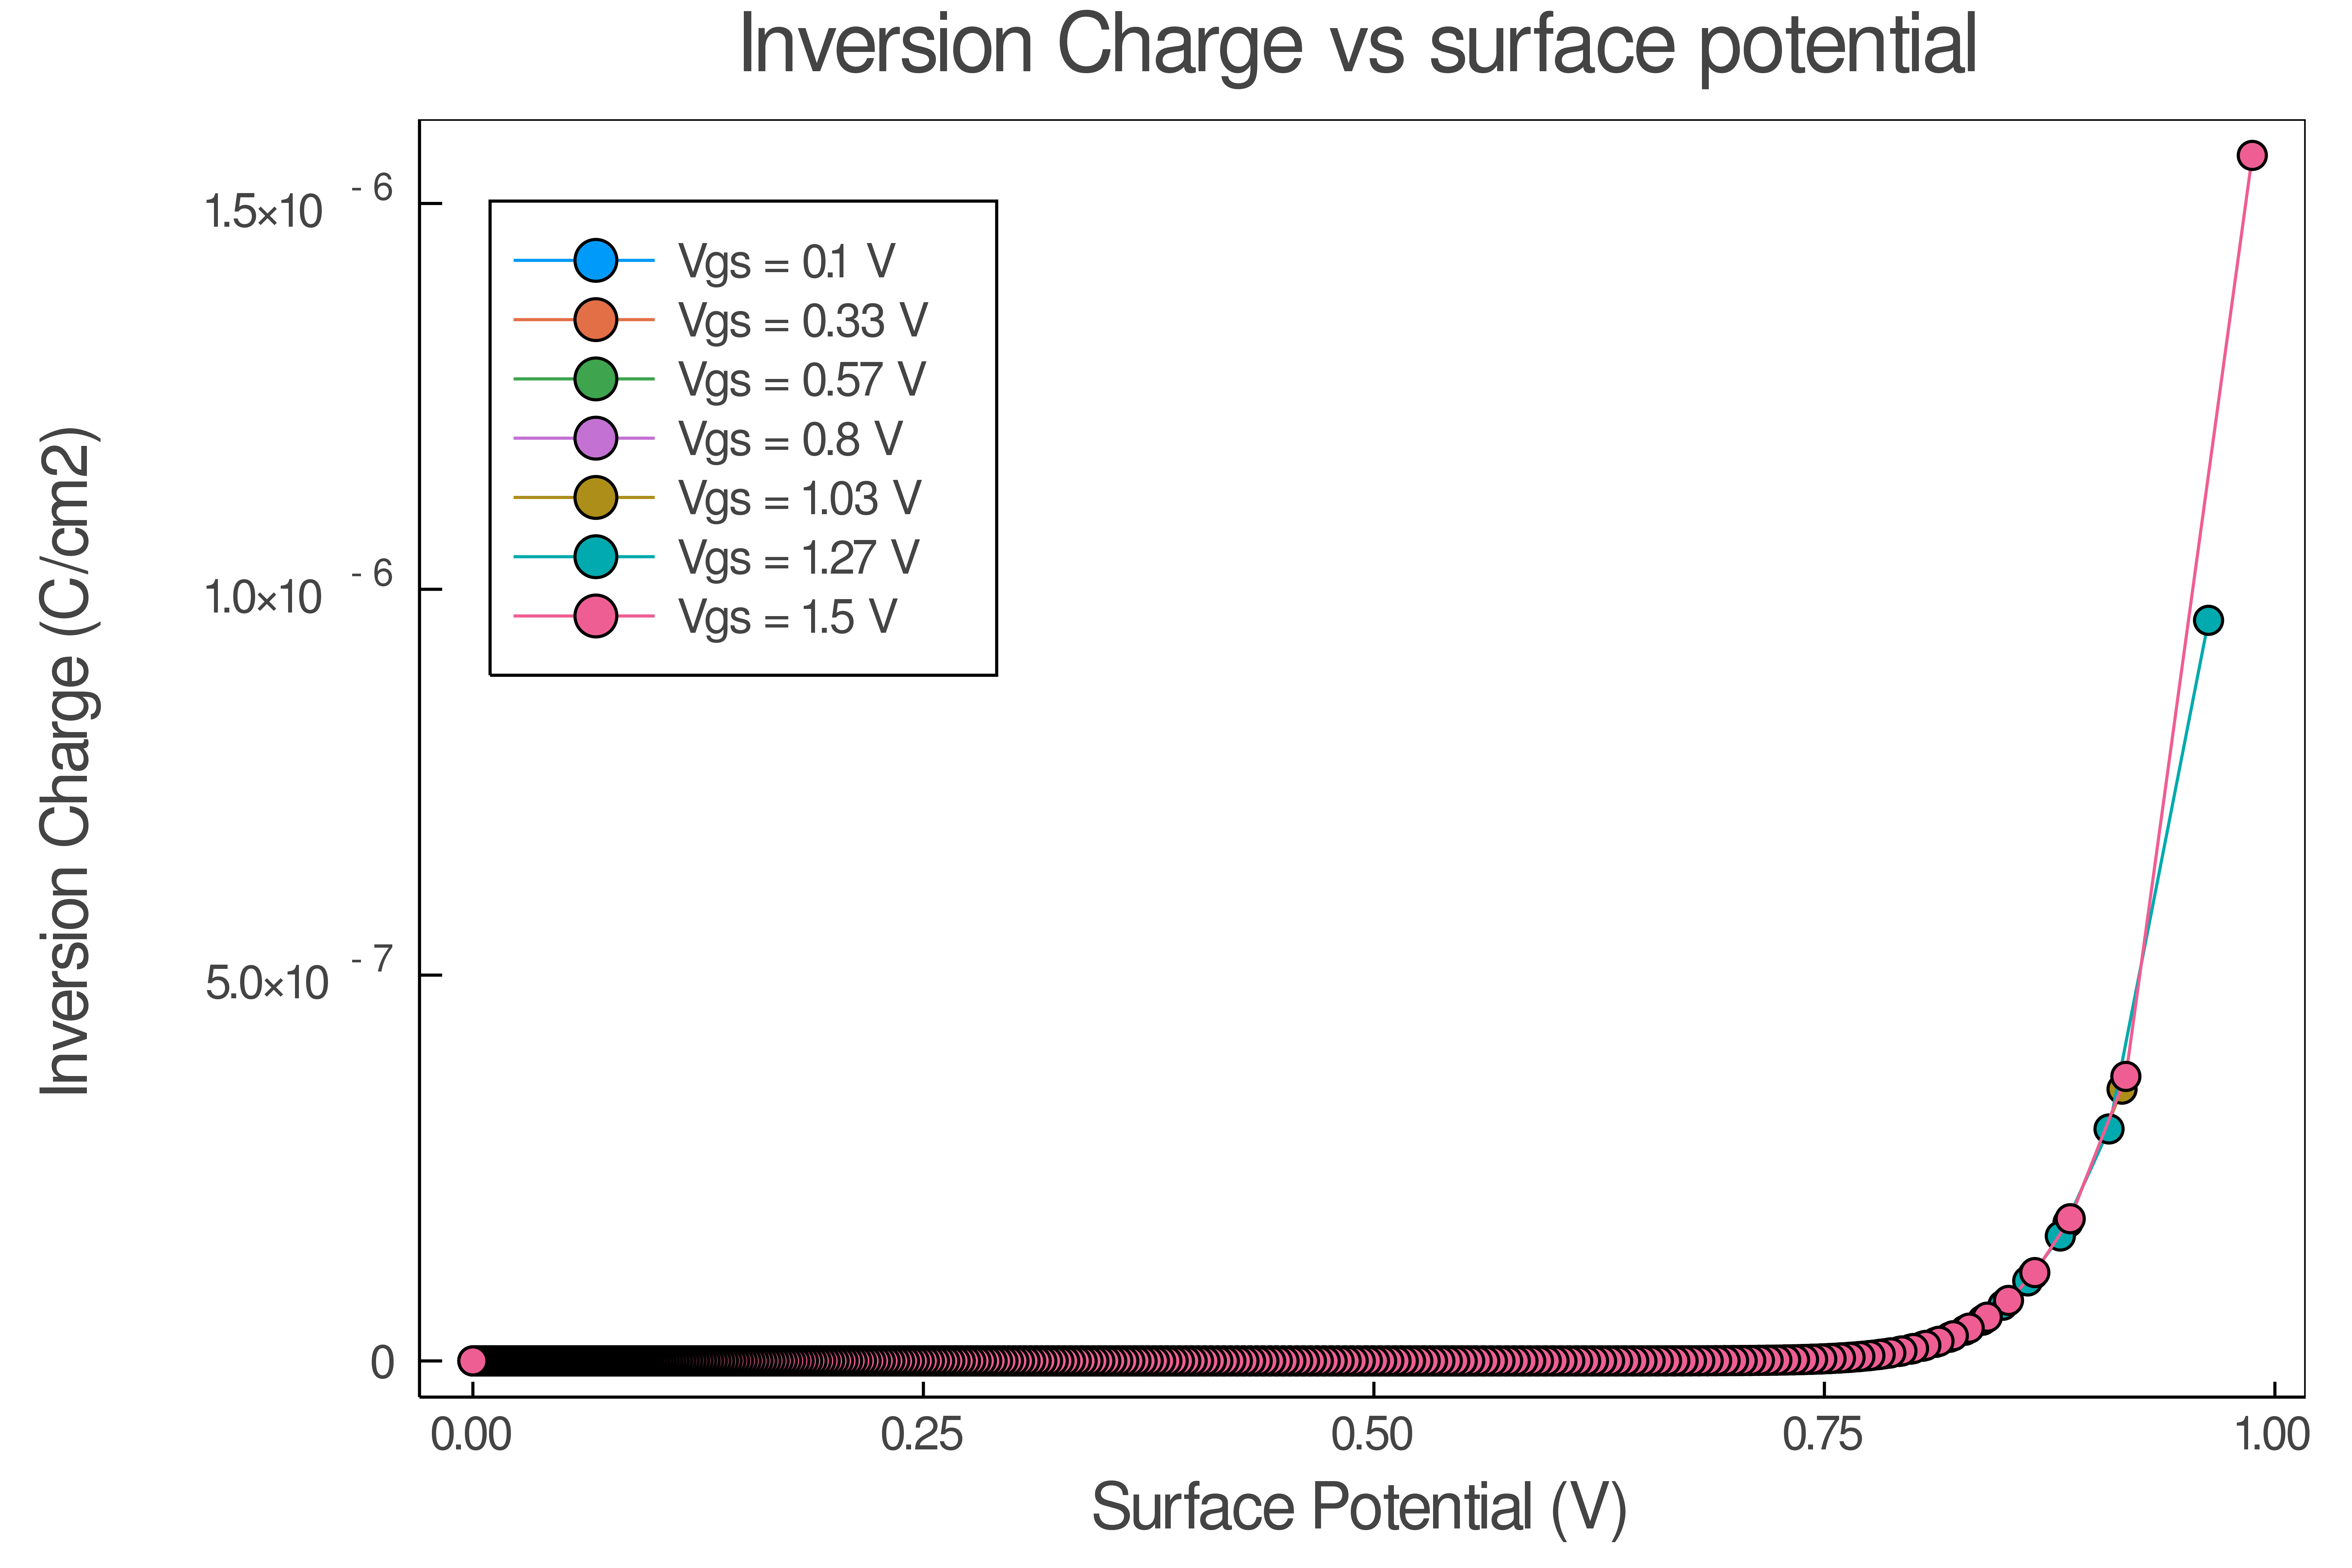 Inversion Charge vs surface potential
Inversion Charge (C/cm2)
1.5×10 - 6
1.0×10 - 6
5.0×10 - 7
0
Vgs = 0.1 V
Vgs = 0.33 V
Vgs = 0.57 V
Vgs = 0.8 V
Vgs = 1.03 V
Vgs = 1.27 V
Vgs = 1.5 V
0.00 0.25 0.50 0.75 1.00
Surface Potential (V)